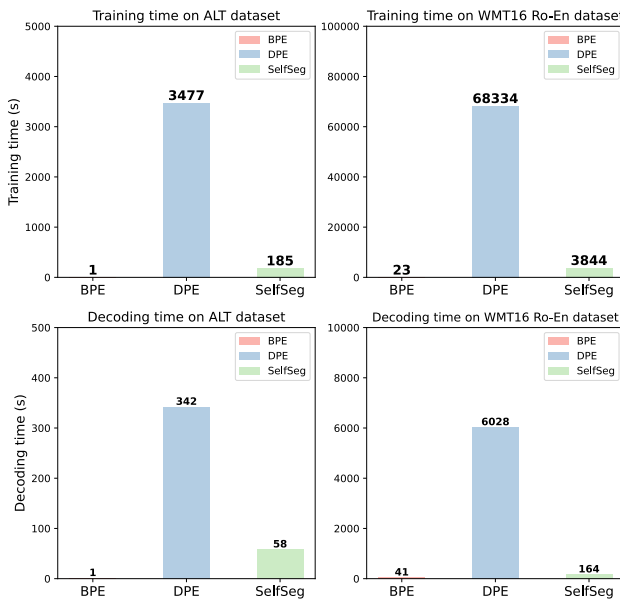 Training time on ALT dataset
Training time (s)
5000
4000
3000
2000
1000
0
BPE
DPE
SelfSeg
1
3477
185
BPE
DPE
SelfSeg
Training time on WMT16 Ro-En dataset
100000
80000
60000
40000
20000
0
BPE
DPE
SelfSeg
23
68334
3844
BPE
DPE
SelfSeg
Decoding time on ALT dataset
Decoding time (s)
500
400
300
200
100
0
BPE
DPE
SelfSeg
1
342
58
BPE
DPE
SelfSeg
Decoding time on WMT16 Ro-En dataset
10000
8000
6000
4000
2000
0
BPE
DPE
SelfSeg
41
6028
164
BPE
DPE
SelfSeg